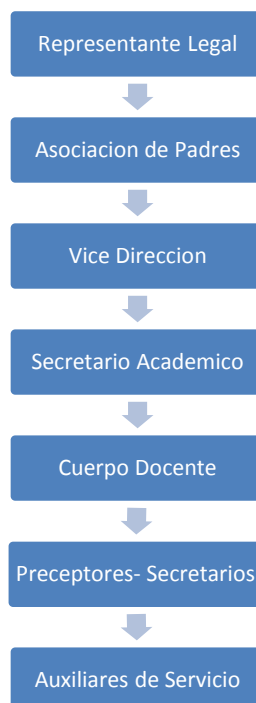 Representante Legal
Asociacion de Padres
Vice Direccion
Secretario Academico
Cuerpo Docente
Preceptores- Secretarios
Auxiliares de Servicio